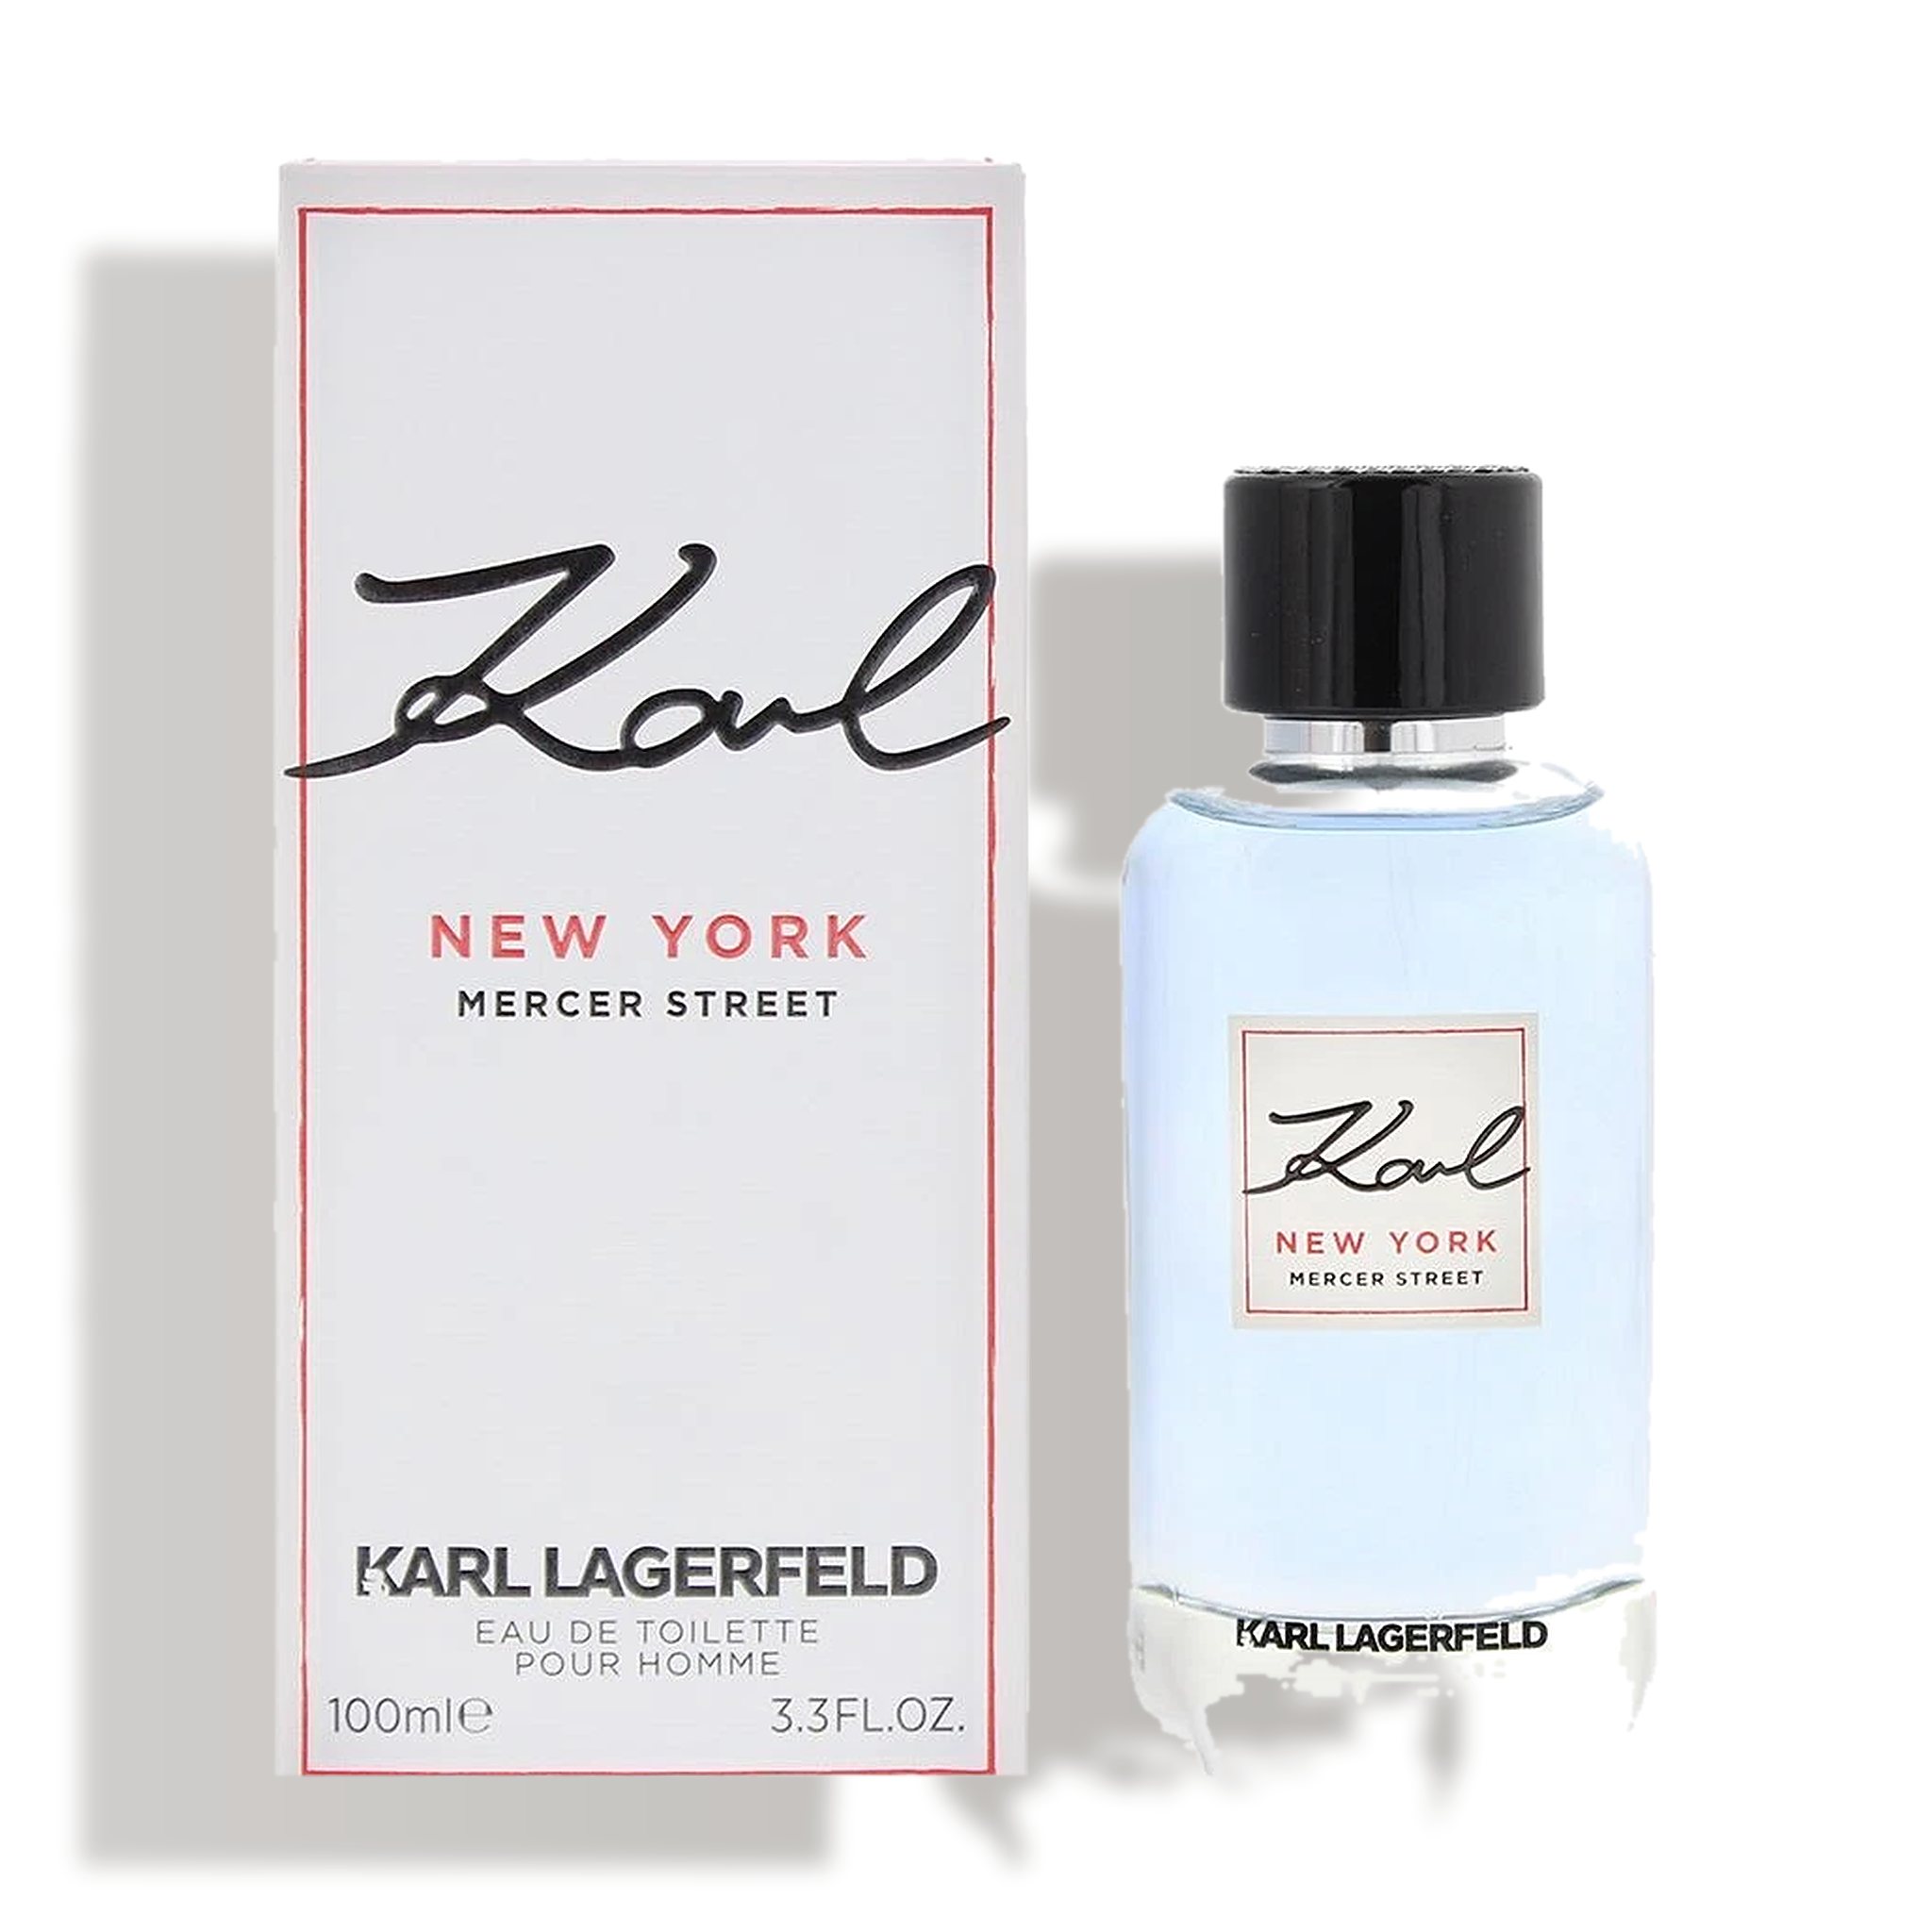 Karl
NEW YORK
MERCER STREET
KARL LAGERFELD
EAU DE TOILETTE
POUR HOMME
100ml℮
3.3FL.OZ.
Karl
NEW YORK
MERCER STREET
KARL LAGERFELD